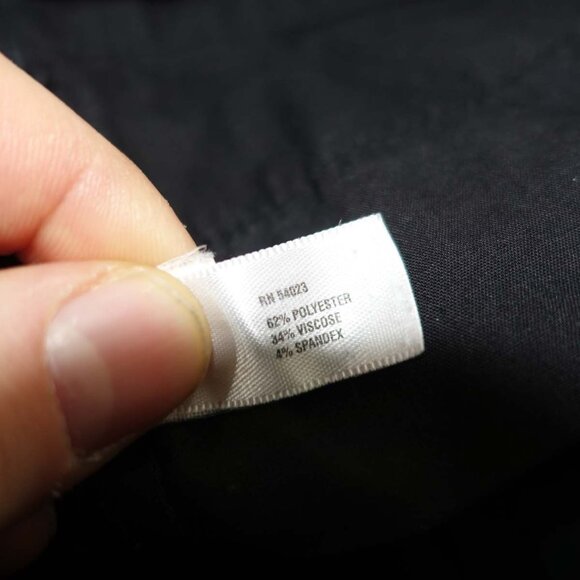 RN 54023
62% POLYESTER
34% VISCOSE
4% SPANDEX